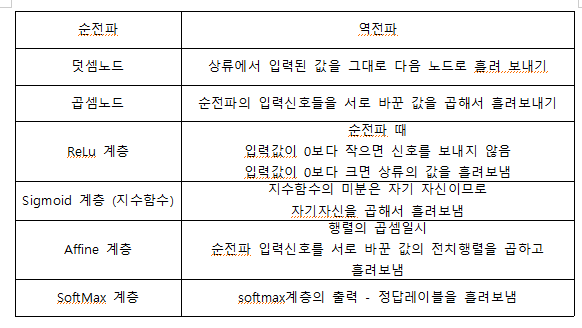 순전파 역전파
덧셈노드 상류에서 입력된 값을 그대로 다음 노드로 흘려 보내기
곱셈노드 순전파의 입력신호들을 서로 바꾼 값을 곱해서 흘려보내기
ReLu 계층 순전파 때
입력값이 0보다 작으면 신호를 보내지 않음
입력값이 0보다 크면 상류의 값을 흘려보냄
Sigmoid 계층 (지수함수) 지수함수의 미분은 자기 자신이므로
자기자신을 곱해서 흘려보냄
Affine 계층 행렬의 곱셈일시
순전파 입력신호를 서로 바꾼 값의 전치행렬을 곱하고
흘려보냄
SoftMax 계층 softmax계층의 출력 - 정답레이블을 흘려보냄